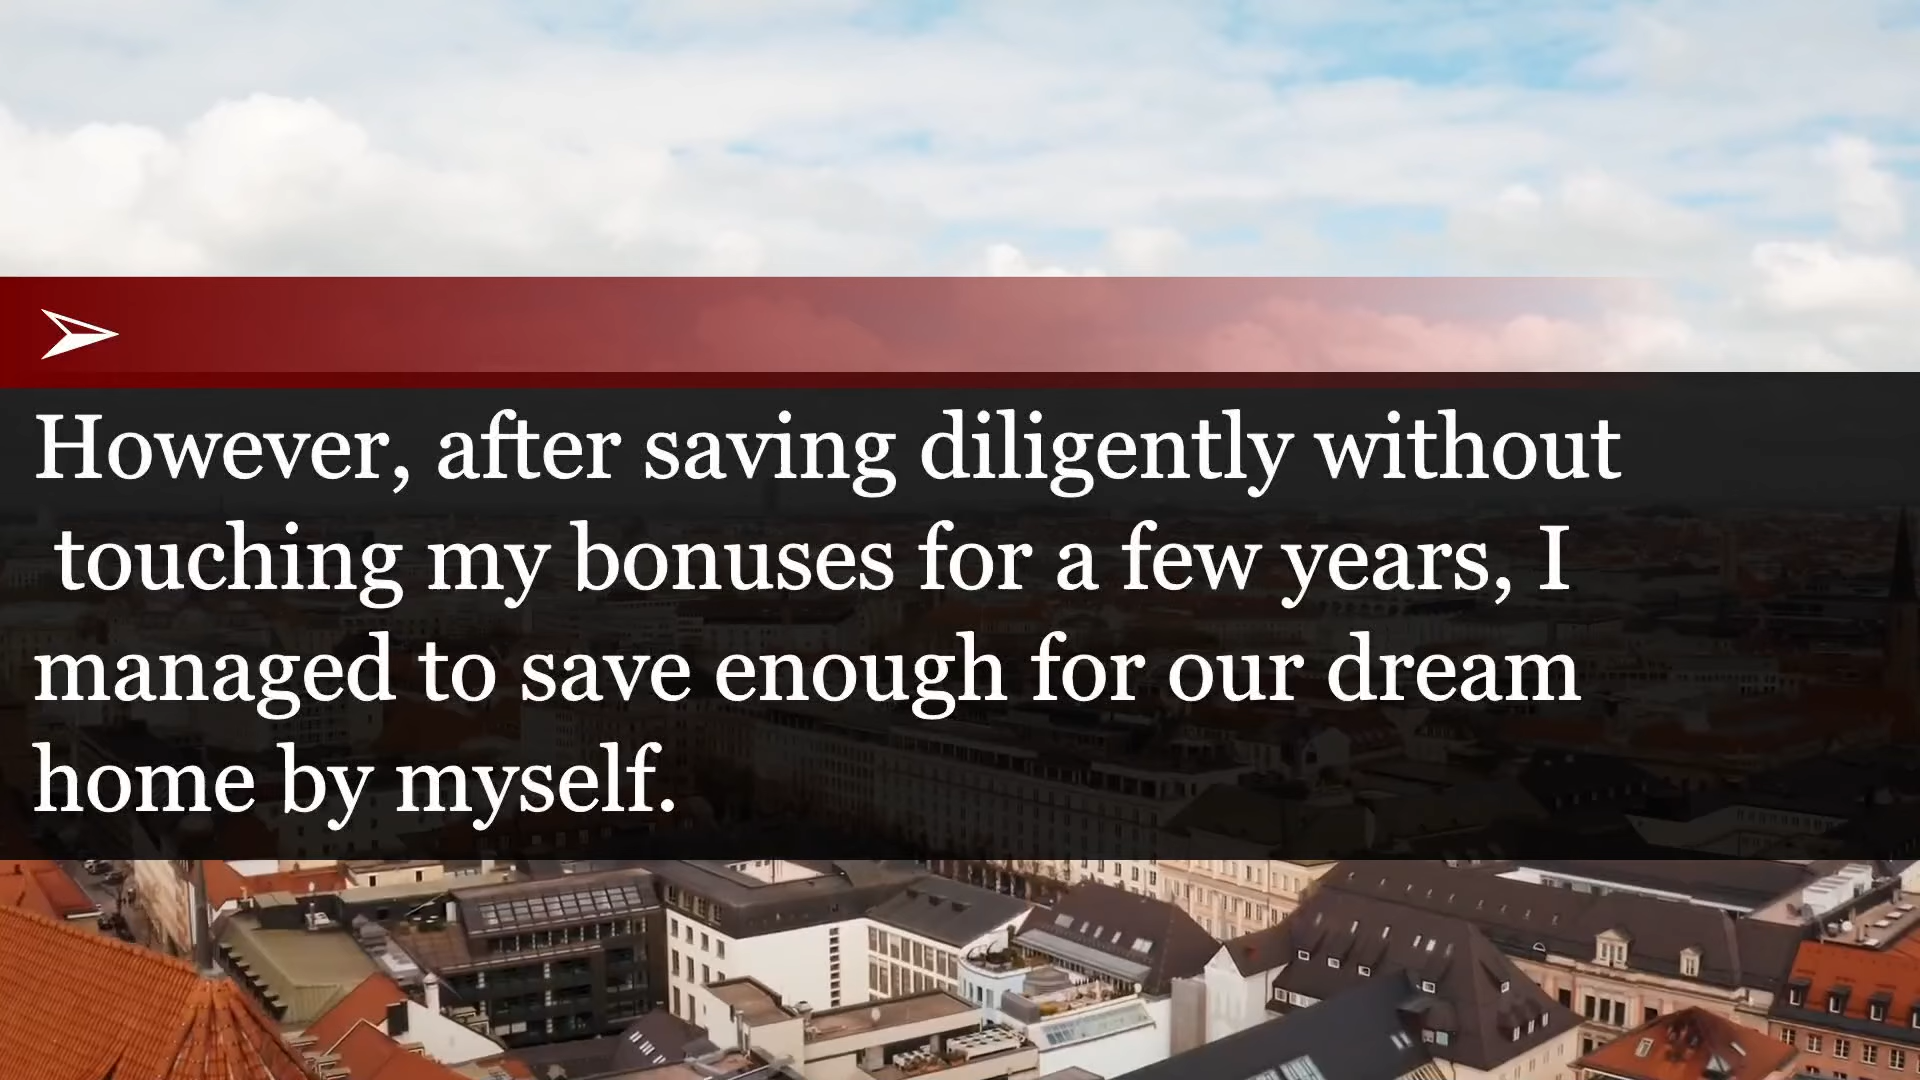 However, after saving diligently without
touching my bonuses for a few years, I
managed to save enough for our dream
home by myself.